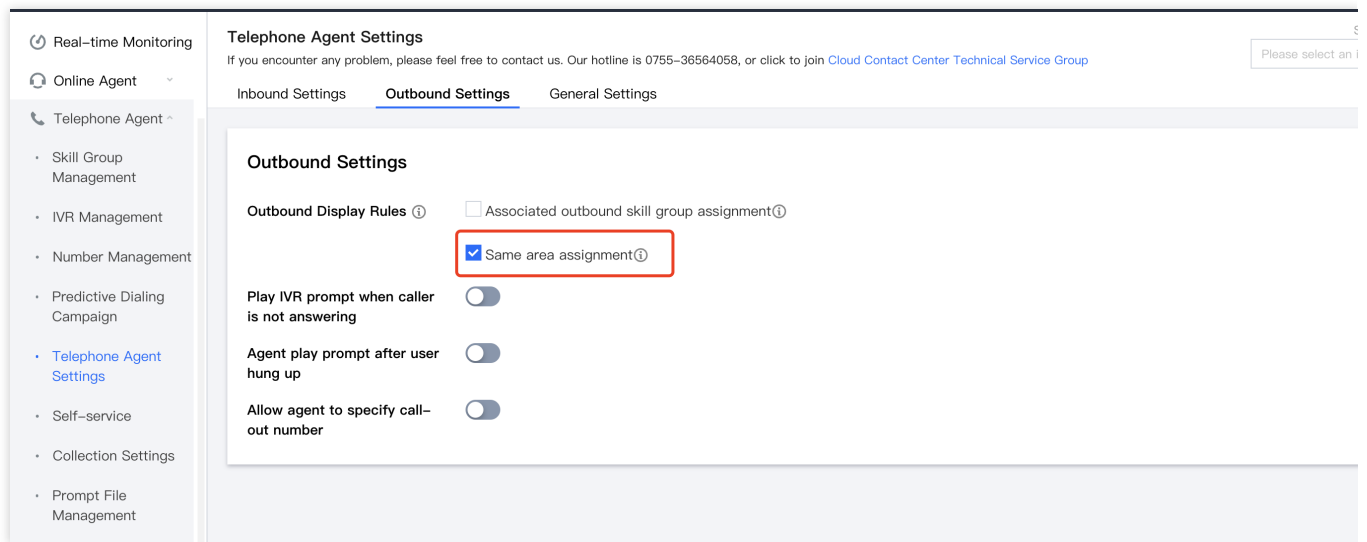 Real-time Monitoring
Online Agent
Telephone Agent
Skill Group
Management
IVR Management
Number Management
Predictive Dialing
Campaign
Telephone Agent
Settings
Self-service
Collection Settings
Prompt File
Management
Telephone Agent Settings
If you encounter any problem, please feel free to contact us. Our hotline is 0755-36564058, or click to join Cloud Contact Center Technical Service Group
Please select an
Inbound Settings
Outbound Settings
General Settings
Outbound Settings
Outbound Display Rules
Associated outbound skill group assignment
Same area assignment
Play IVR prompt when caller
is not answering
Agent play prompt after user
hung up
Allow agent to specify call-
out number